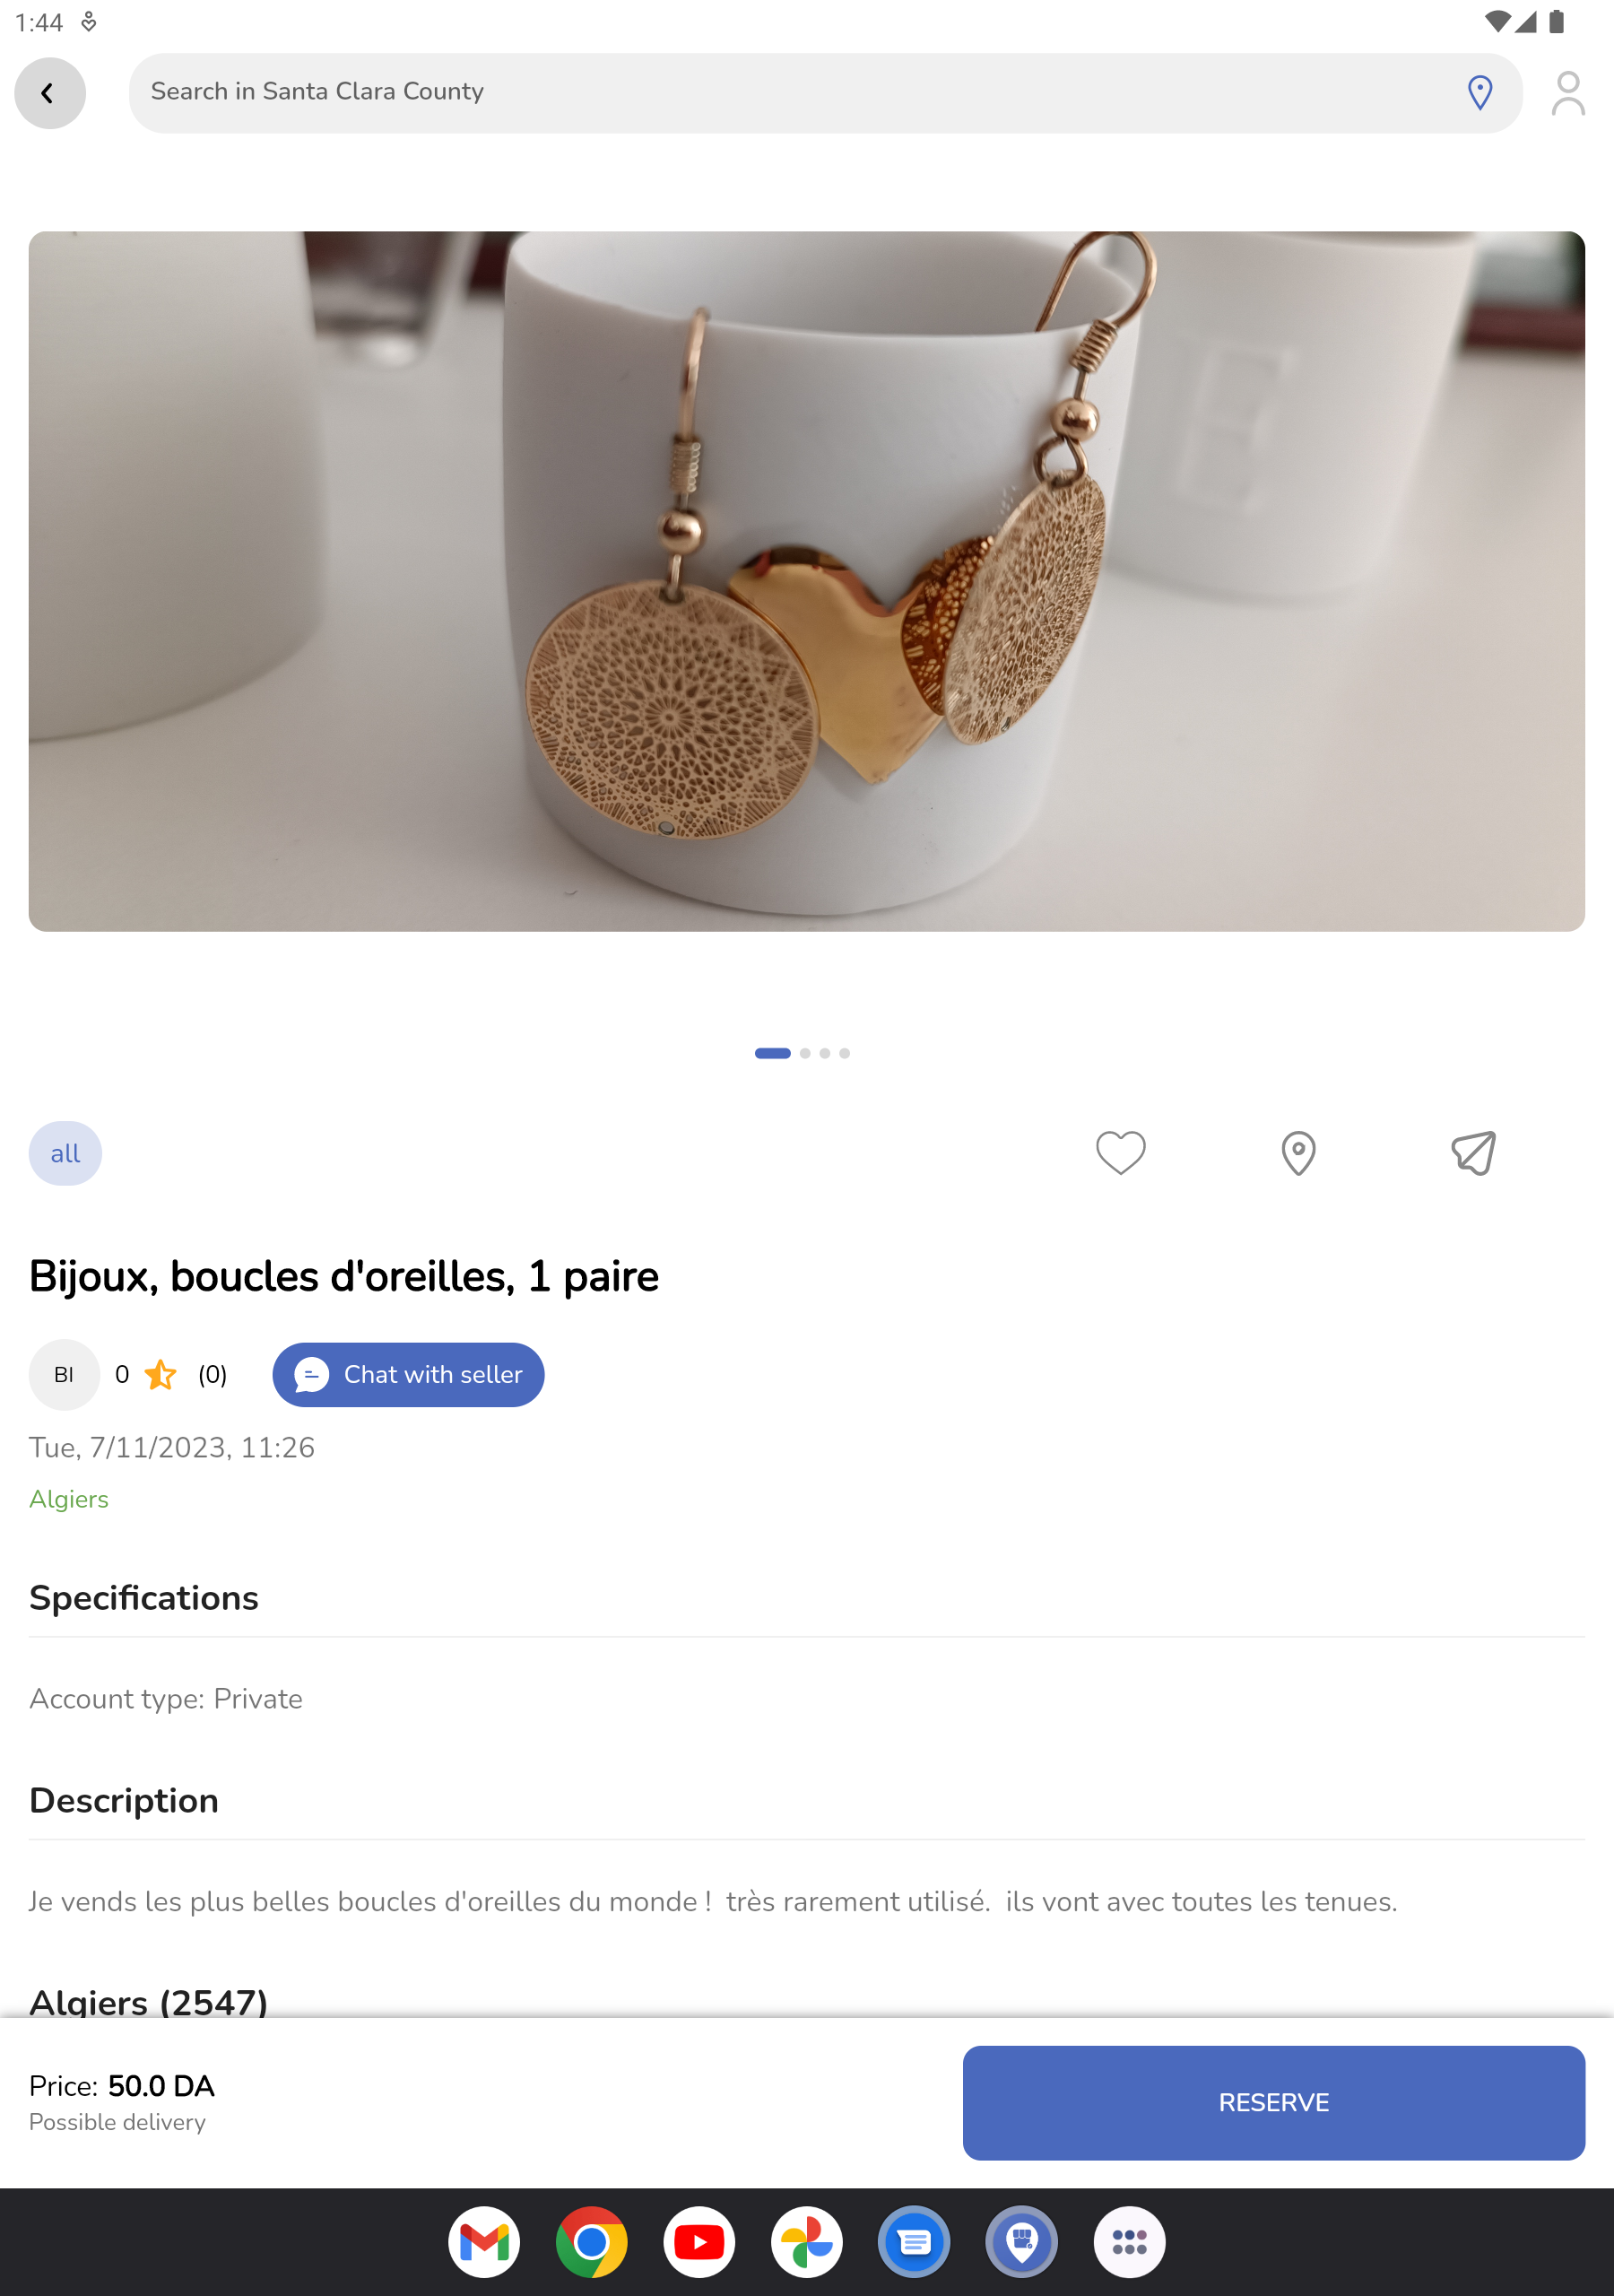 1:44
Search in Santa Clara County
all
Bijoux, boucles d'oreilles, 1 paire
BI 0 (0) Chat with seller
Tue, 7/11/2023, 11:26
Algiers
Specifications
Account type: Private
Description
Je vends les plus belles boucles d'oreilles du monde !  très rarement utilisé.  ils vont avec toutes les tenues.
Algiers (2547)
Price: 50.0 DA
Possible delivery
RESERVE